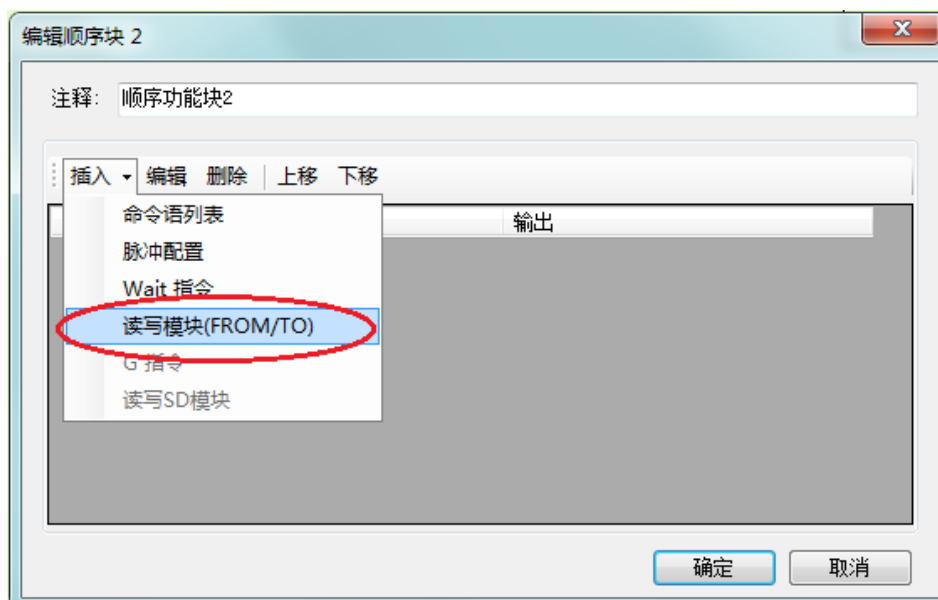 编辑顺序块 2
注释: 顺序功能块2
插入 编辑 删除 上移 下移
命令语列表 输出
脉冲配置
Wait 指令
读写模块(FROM/TO)
G 指令
读写SD模块
确定 取消